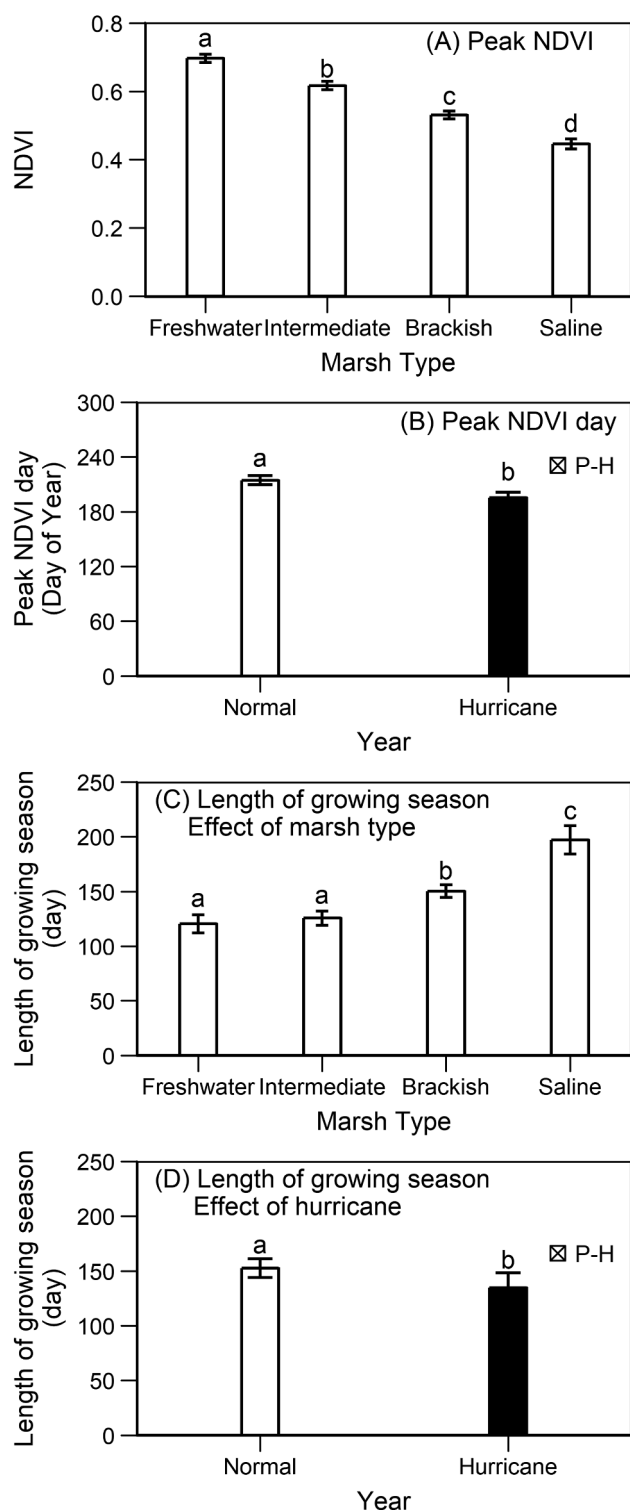 (A) Peak NDVI
NDVI
0.8
0.6
0.4
0.2
0.0
a
b
c
d
Freshwater Intermediate Brackish Saline
Marsh Type
(B) Peak NDVI day
Peak NDVI day
(Day of Year)
300
240
180
120
60
0
a
b
P-H
Normal Hurricane
Year
(C) Length of growing season
Effect of marsh type
Length of growing season
(day)
250
200
150
100
50
0
a
a
b
c
Freshwater Intermediate Brackish Saline
Marsh Type
(D) Length of growing season
Effect of hurricane
Length of growing season
(day)
250
200
150
100
50
0
a
b
P-H
Normal Hurricane
Year